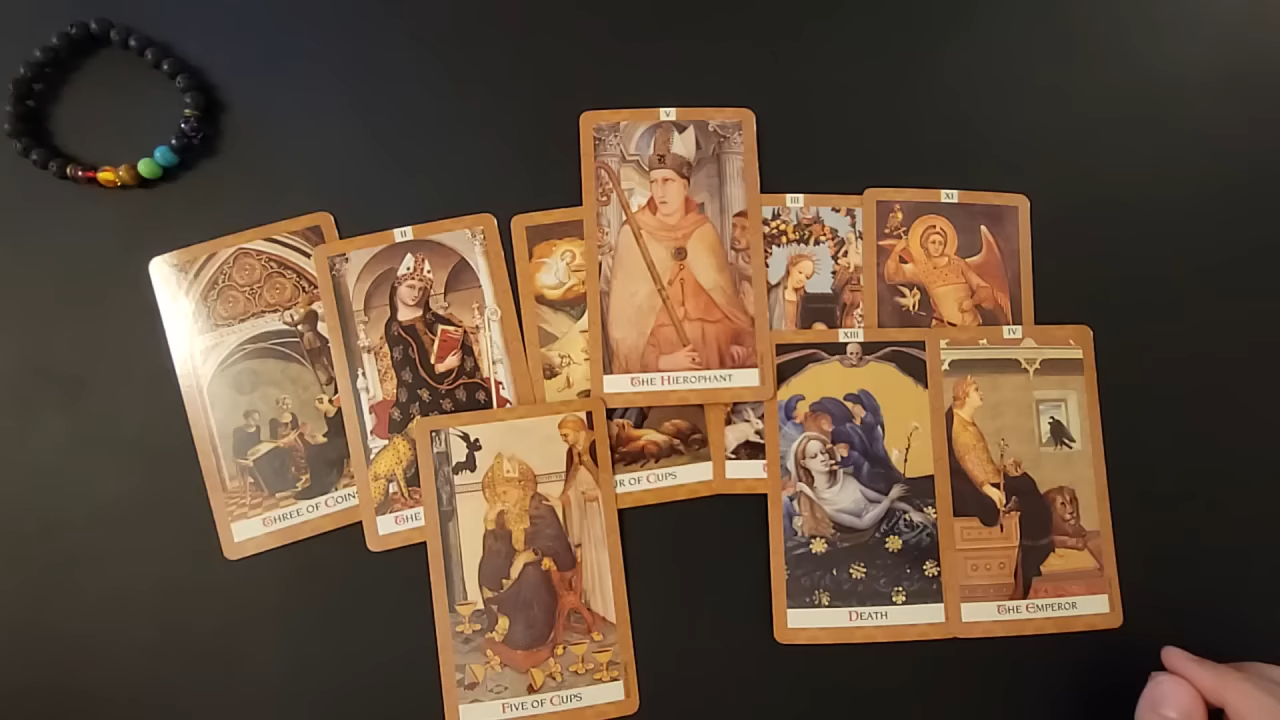 V
THE HIEROPHANT
III
XI
II
THREE OF COINS
THE
UR OF CUPS
XIII
DEATH
IV
THE EMPEROR
FIVE OF CUPS